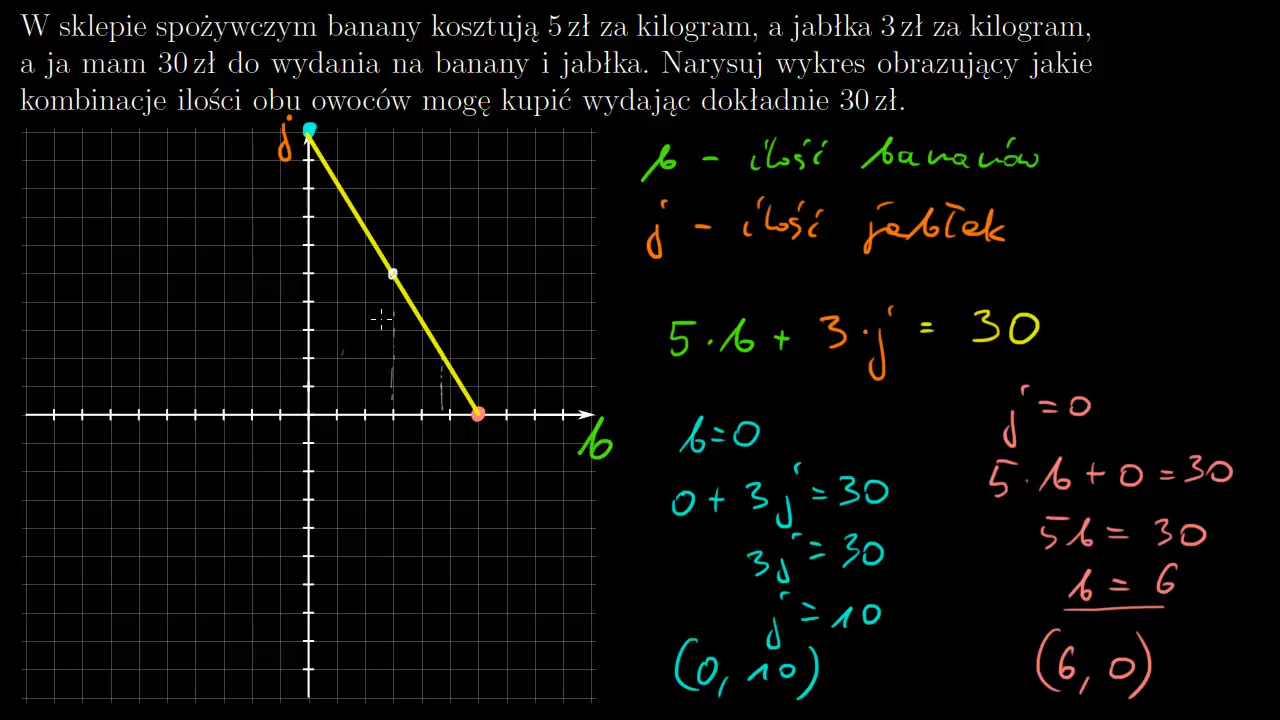 W sklepie spożywczym banany kosztują 5 zł za kilogram, a jabłka 3 zł za kilogram,
a ja mam 30 zł do wydania na banany i jabłka. Narysuj wykres obrazujący jakie
kombinacje ilości obu owoców mogę kupić wydając dokładnie 30 zł.
j
b
b - ilość bananów
j - ilość jabłek
5·b + 3·j = 30
b=0
0 + 3j = 30
3j = 30
j = 10
(0, 10)
j = 0
5·b + 0 = 30
5b = 30
b = 6
(6, 0)